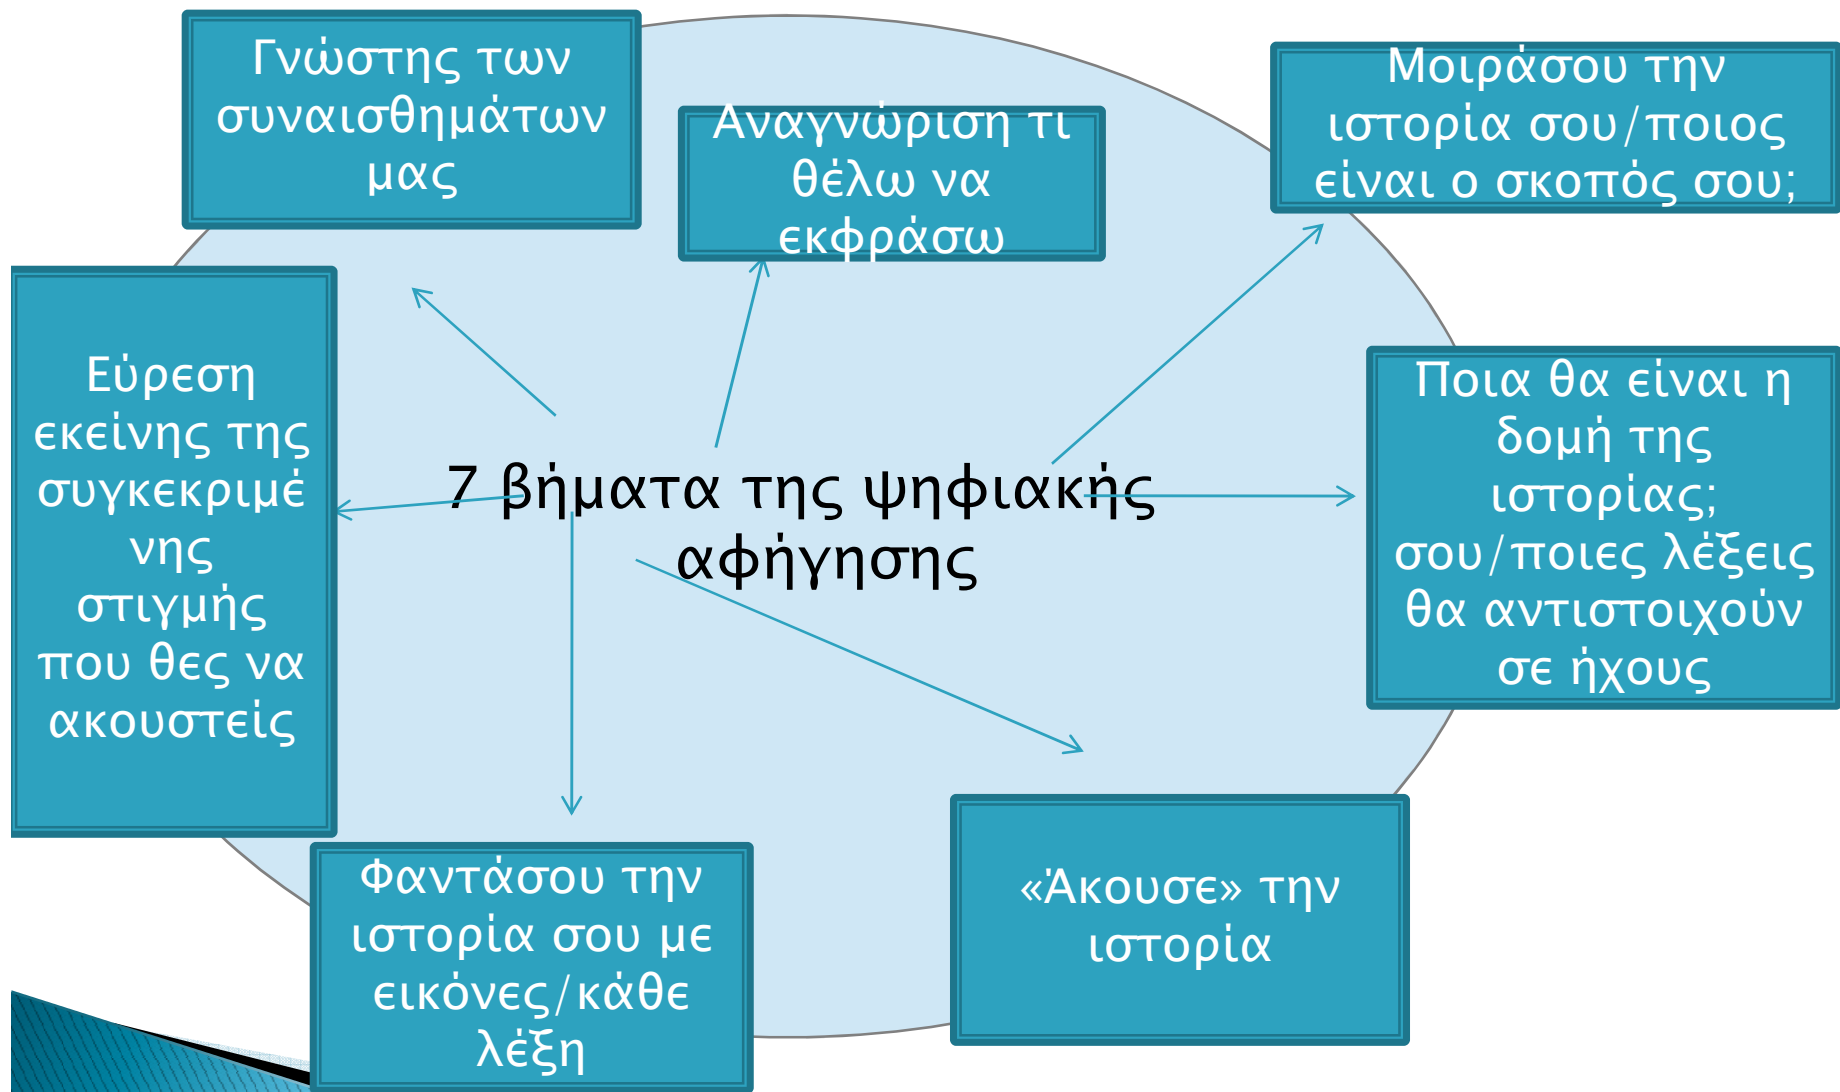 Γνώστης των
συναισθημάτων
μας
Αναγνώριση τι
θέλω να
εκφράσω
Μοιράσου την
ιστορία σου/ποιος
είναι ο σκοπός σου;
Εύρεση
εκείνης της
συγκεκριμέ
νης
στιγμής
που θες να
ακουστείς
7 βήματα της ψηφιακής
αφήγησης
Ποια θα είναι η
δομή της
ιστορίας;
σου/ποιες λέξεις
θα αντιστοιχούν
σε ήχους
Φαντάσου την
ιστορία σου με
εικόνες/κάθε
λέξη
«Άκουσε» την
ιστορία